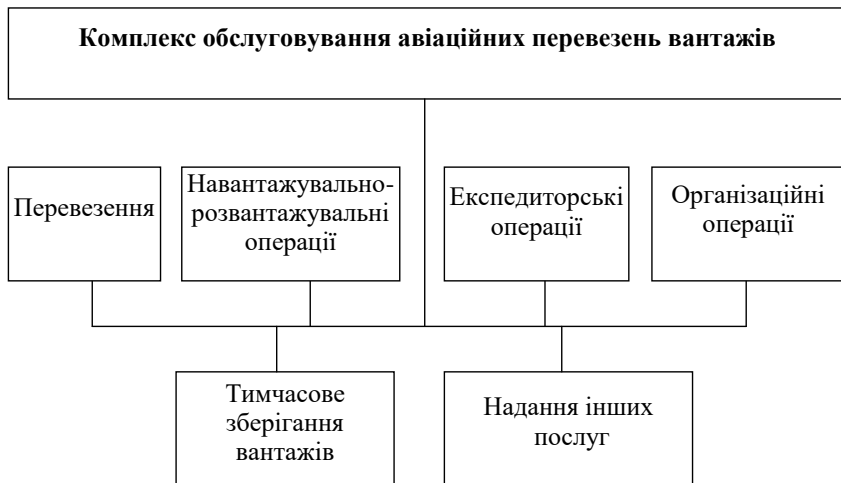 Комплекс обслуговування авіаційних перевезень вантажів
Перевезення
Навантажувально-
розвантажувальні
операції
Експедиторські
операції
Організаційні
операції
Тимчасове
зберігання
вантажів
Надання інших
послуг